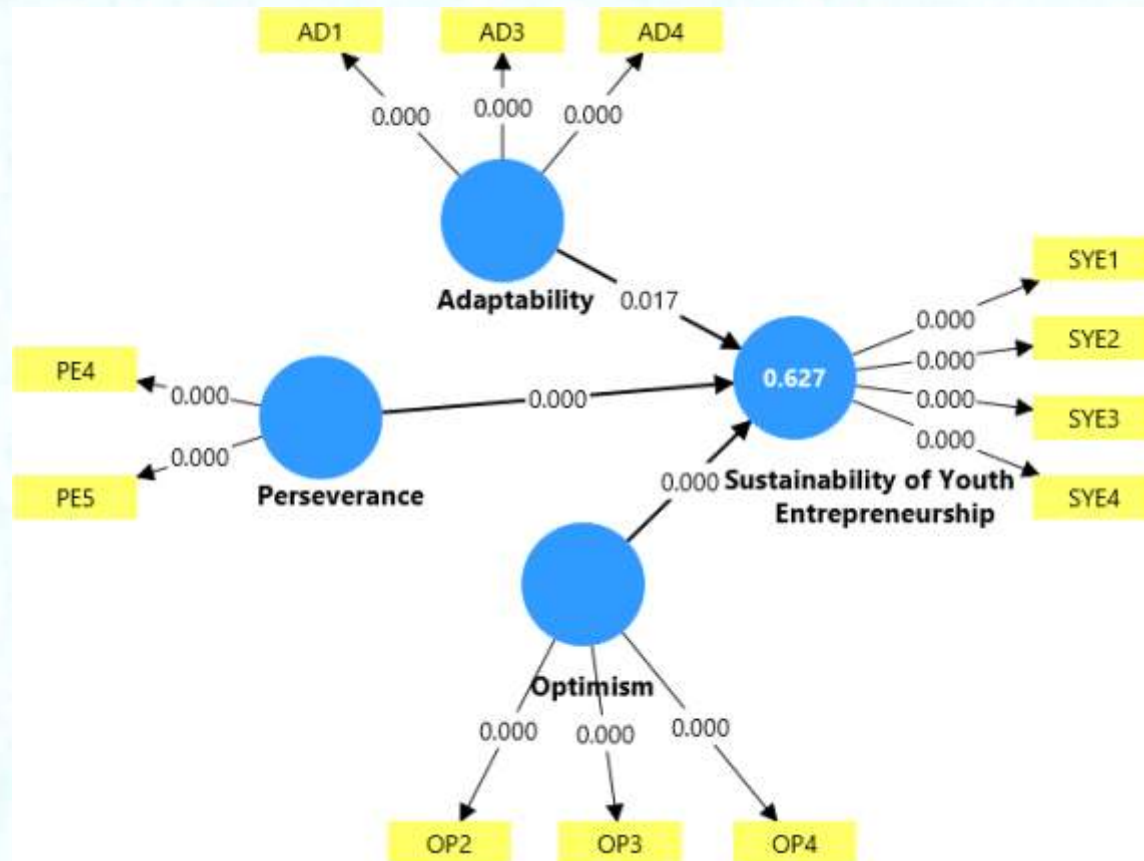 AD1
AD3
AD4
0.000
0.000
0.000
Adaptability
0.017
SYE1
0.000
SYE2
0.000
0.627
SYE3
0.000
SYE4
0.000
Sustainability of Youth
Entrepreneurship
PE4
0.000
0.000
PE5
0.000
Perseverance
0.000
Optimism
0.000
0.000
0.000
OP2
OP3
OP4